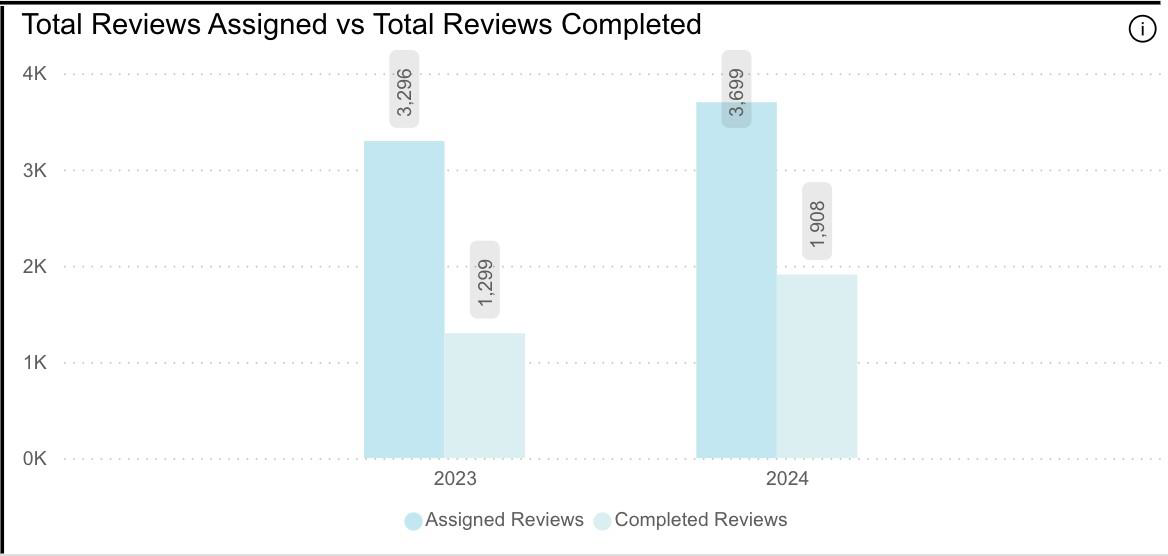 Total Reviews Assigned vs Total Reviews Completed
i
4K
3,296
3,699
3K
1,908
2K
1,299
1K
0K
2023
2024
Assigned Reviews
Completed Reviews